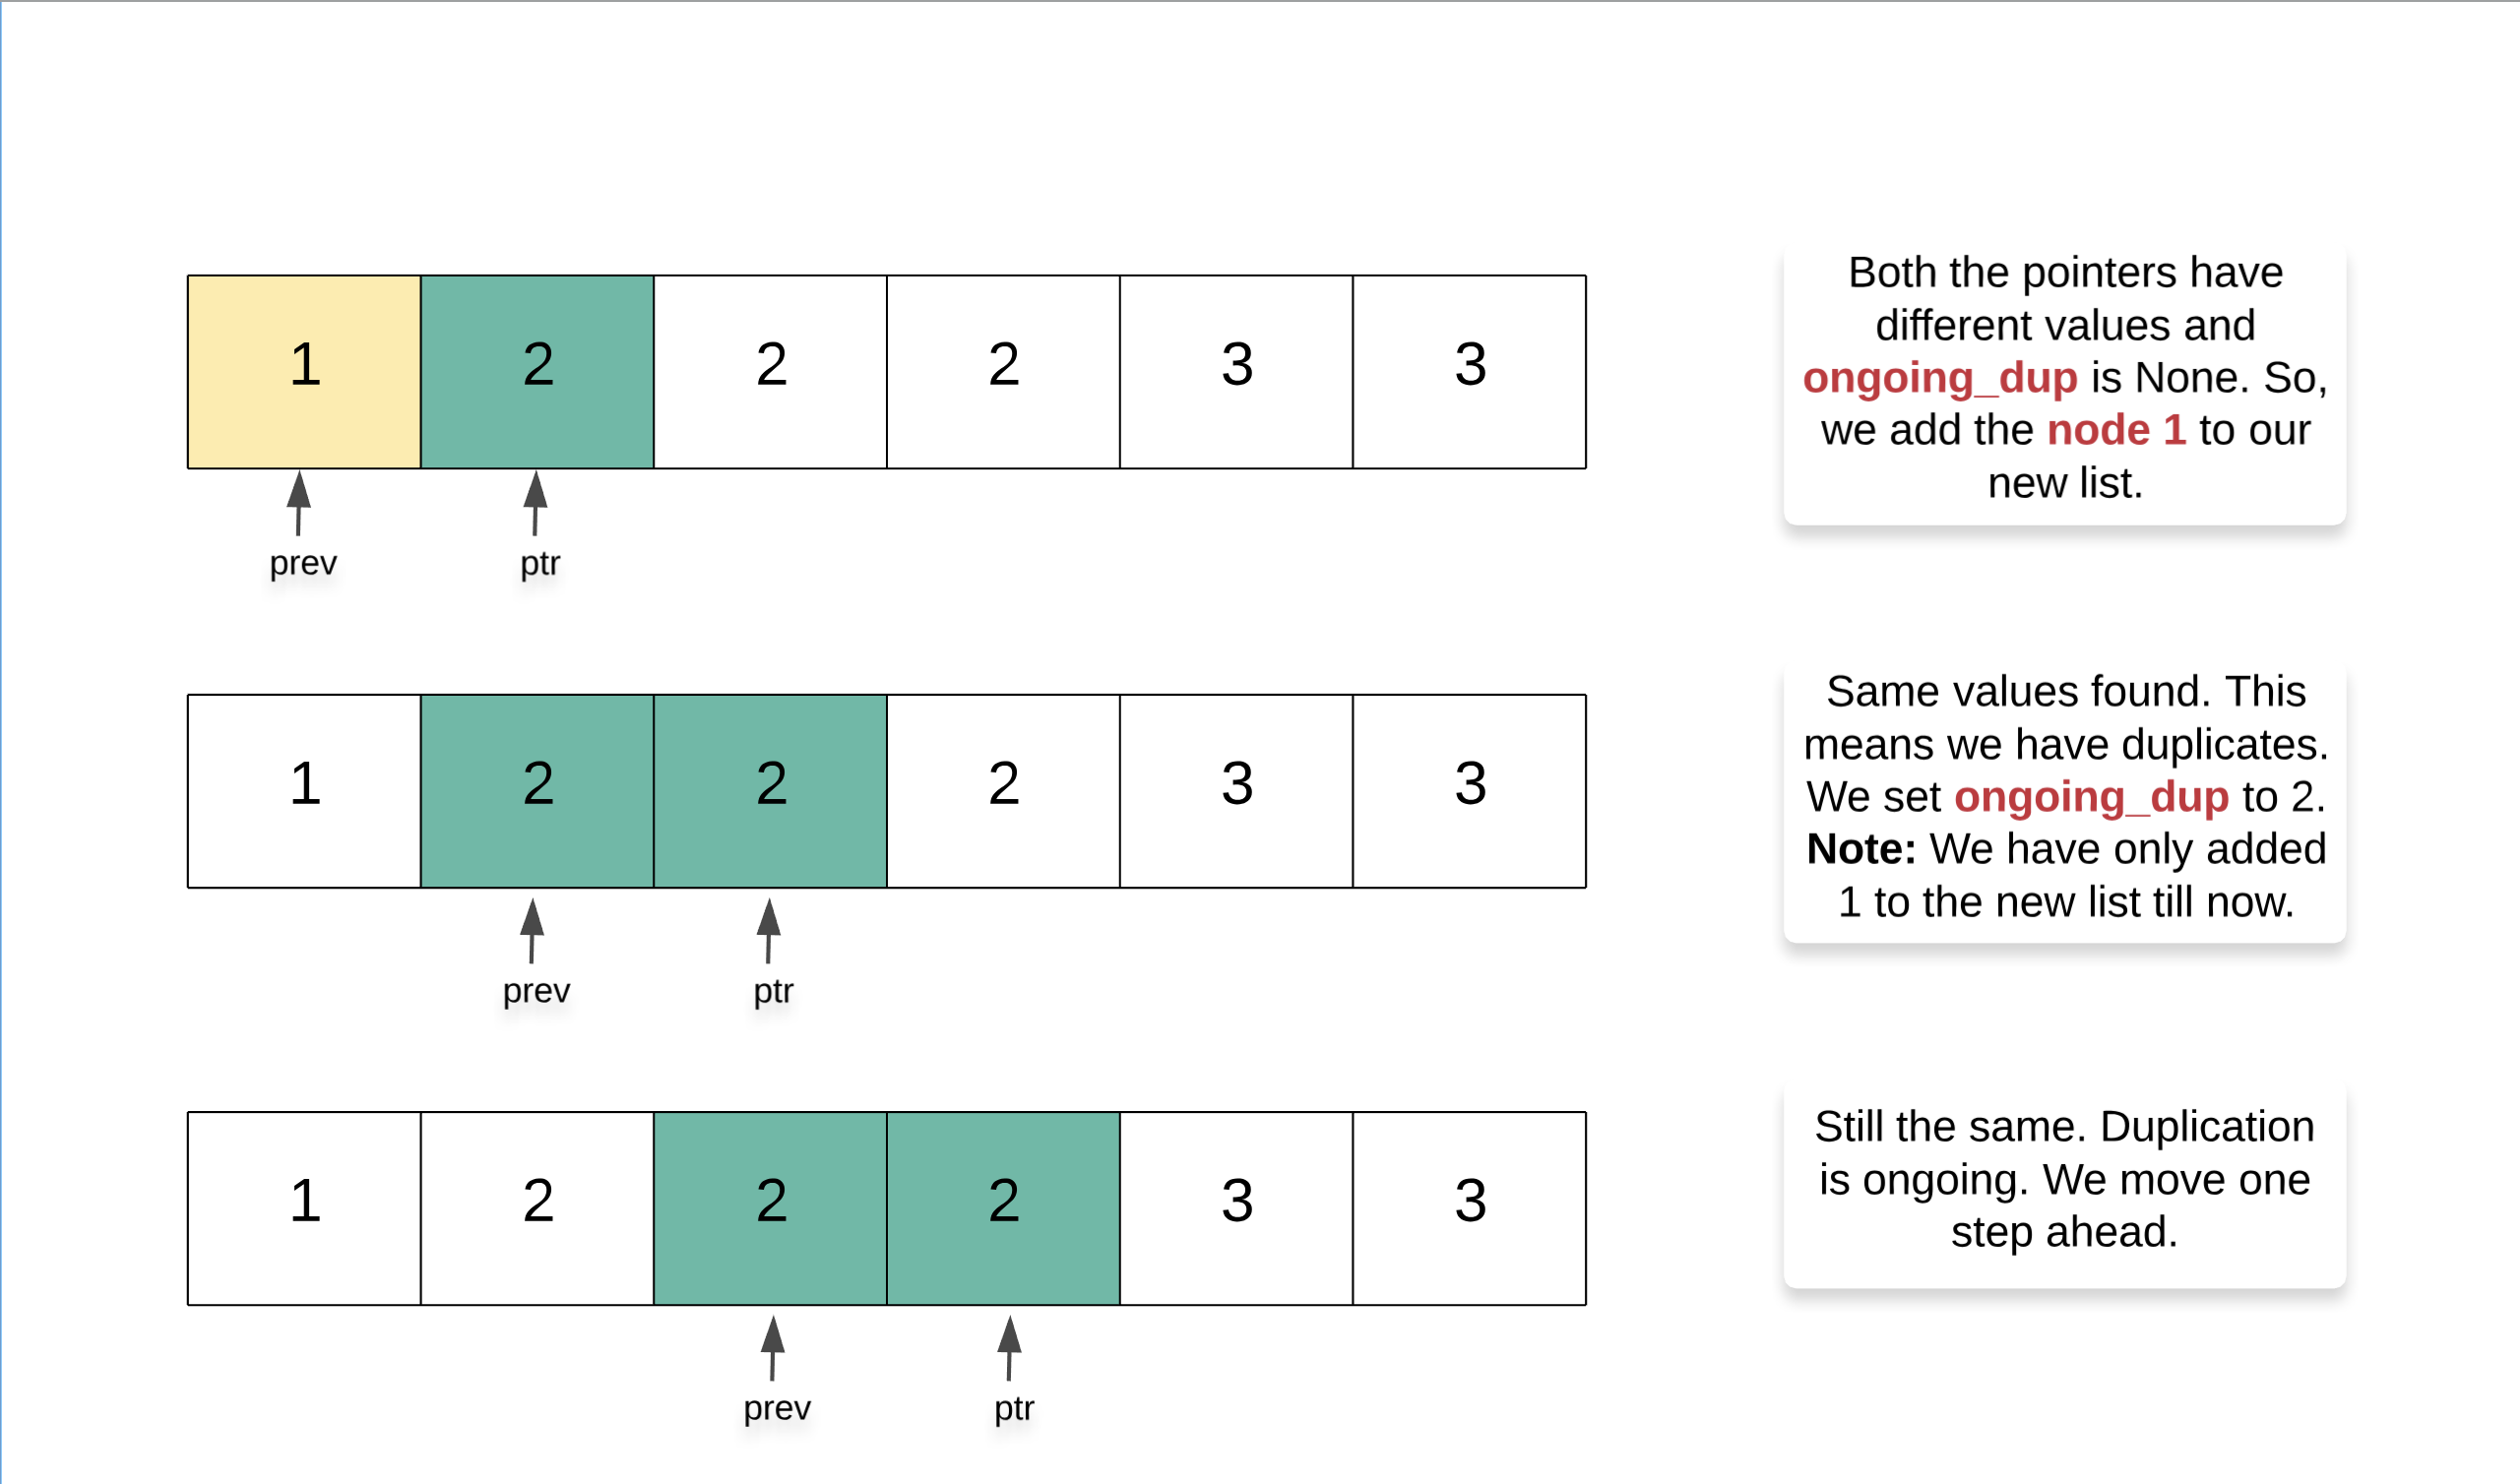 1 2 2 2 3 3
prev ptr
Both the pointers have
different values and
ongoing_dup is None. So,
we add the node 1 to our
new list.
1 2 2 2 3 3
prev ptr
Same values found. This
means we have duplicates.
We set ongoing_dup to 2.
Note: We have only added
1 to the new list till now.
1 2 2 2 3 3
prev ptr
Still the same. Duplication
is ongoing. We move one
step ahead.